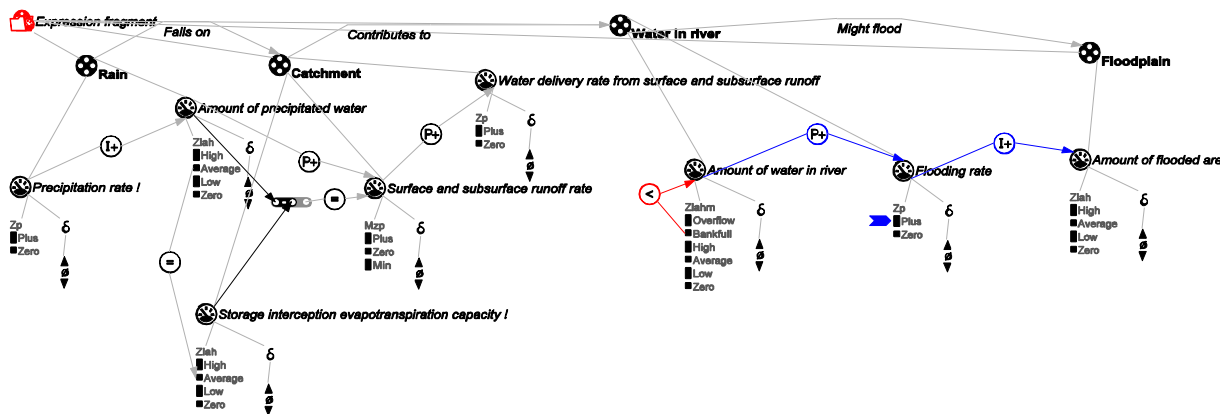 Expression fragment
Falls on
Contributes to
Water in river
Might flood
Rain
Catchment
Water delivery rate from surface and subsurface runoff
Floodplain
Amount of precipitated water
Zp
Plus
Zero
δ
P+
I+
P+
Zlah
High
Average
Low
Zero
δ
ø
P+
I+
ø
Precipitation rate !
Surface and subsurface runoff rate
Amount of water in river
Flooding rate
Amount of flooded are
=
<
Zp
Plus
Zero
δ
ø
Mzp
Plus
Zero
Min
δ
ø
Zlahrn
Overflow
Bankfull
High
Average
Low
Zero
δ
ø
Zp
Plus
Zero
δ
ø
Zlah
High
Average
Low
Zero
δ
ø
=
Storage interception evapotranspiration capacity !
Zlah
High
Average
Low
Zero
δ
ø